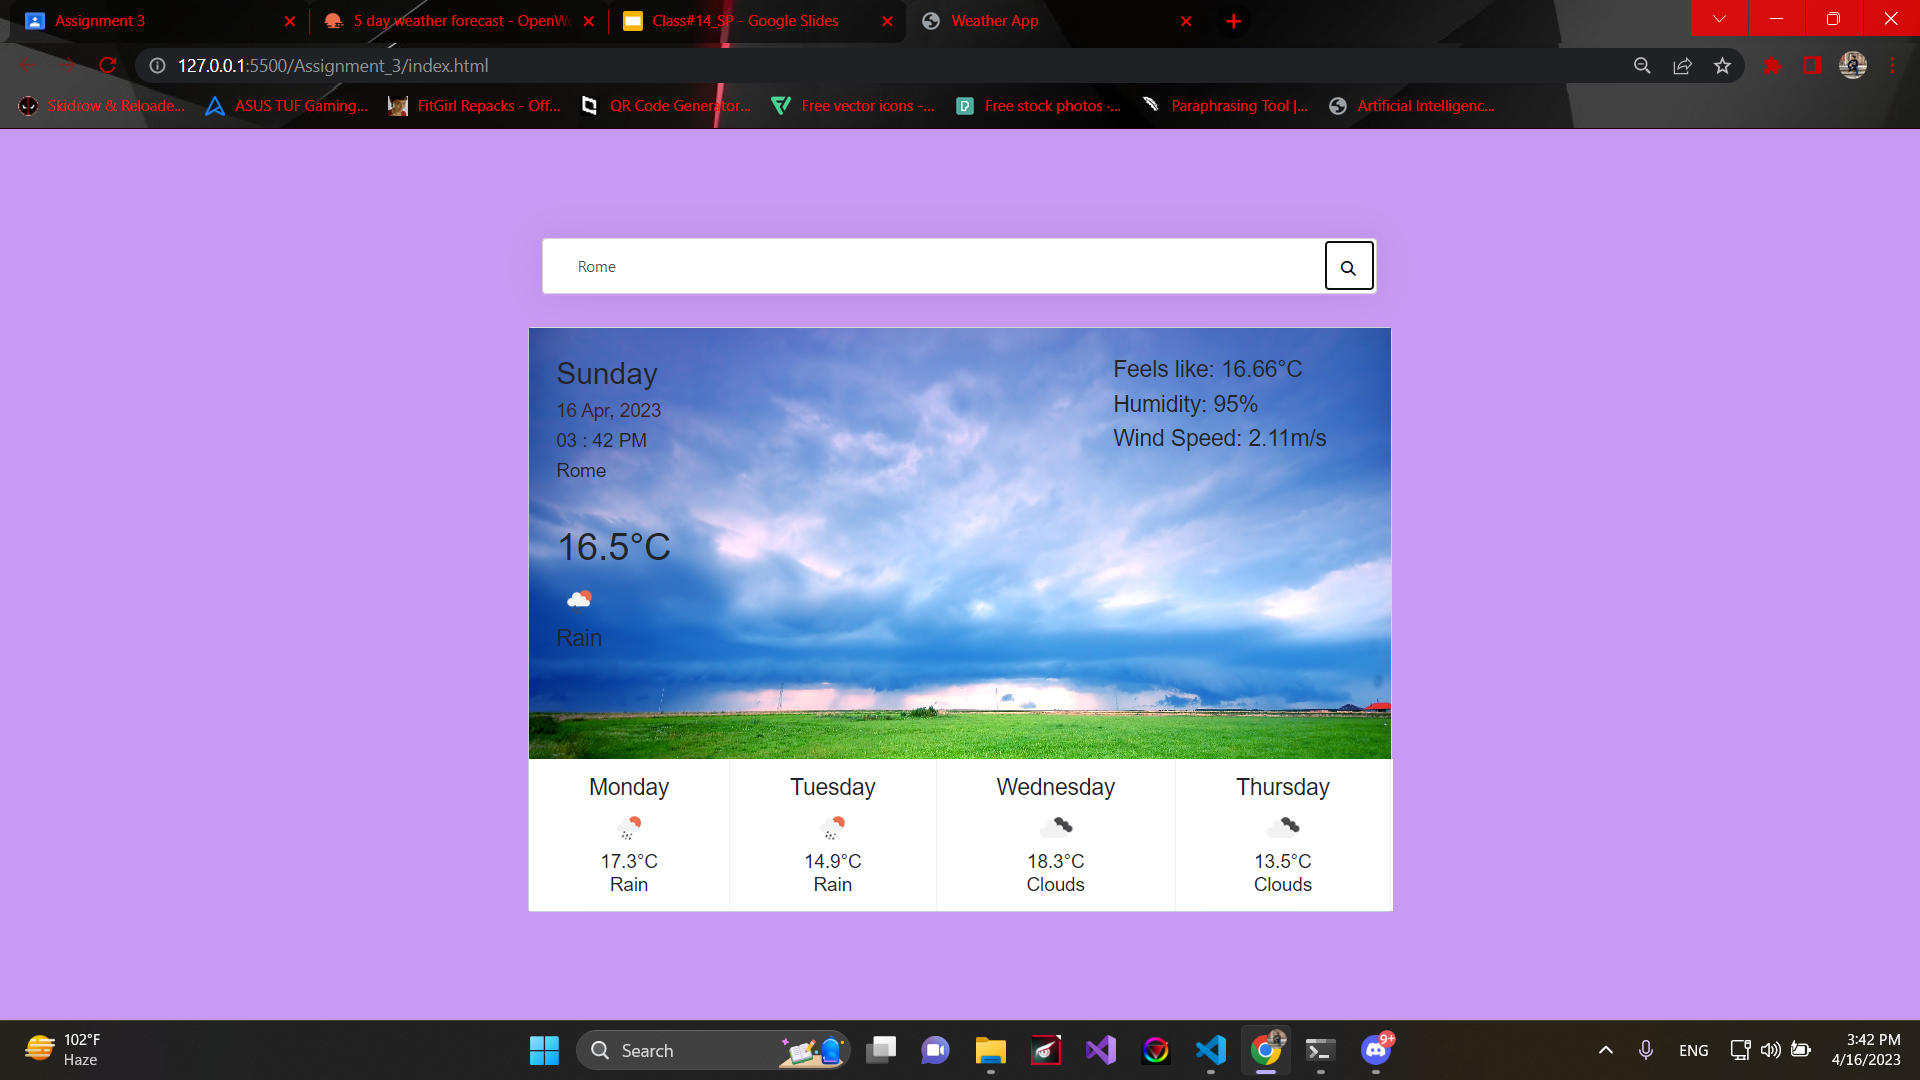 Assignment 3
5 day weather forecast - OpenWe
Class#14_SP - Google Slides
Weather App
127.0.0.1:5500/Assignment_3/index.html
Skidrow & Reloade...
ASUS TUF Gaming...
FitGirl Repacks - Off...
QR Code Generator...
Free vector icons -...
Free stock photos ·...
Paraphrasing Tool |...
Artificial Intelligenc...
Rome
Sunday
16 Apr, 2023
03 : 42 PM
Rome
Feels like: 16.66°C
Humidity: 95%
Wind Speed: 2.11m/s
16.5°C
Rain
Monday
17.3°C
Rain
Tuesday
14.9°C
Rain
Wednesday
18.3°C
Clouds
Thursday
13.5°C
Clouds
102°F
Haze
Search
9+
ENG
3:42 PM
4/16/2023